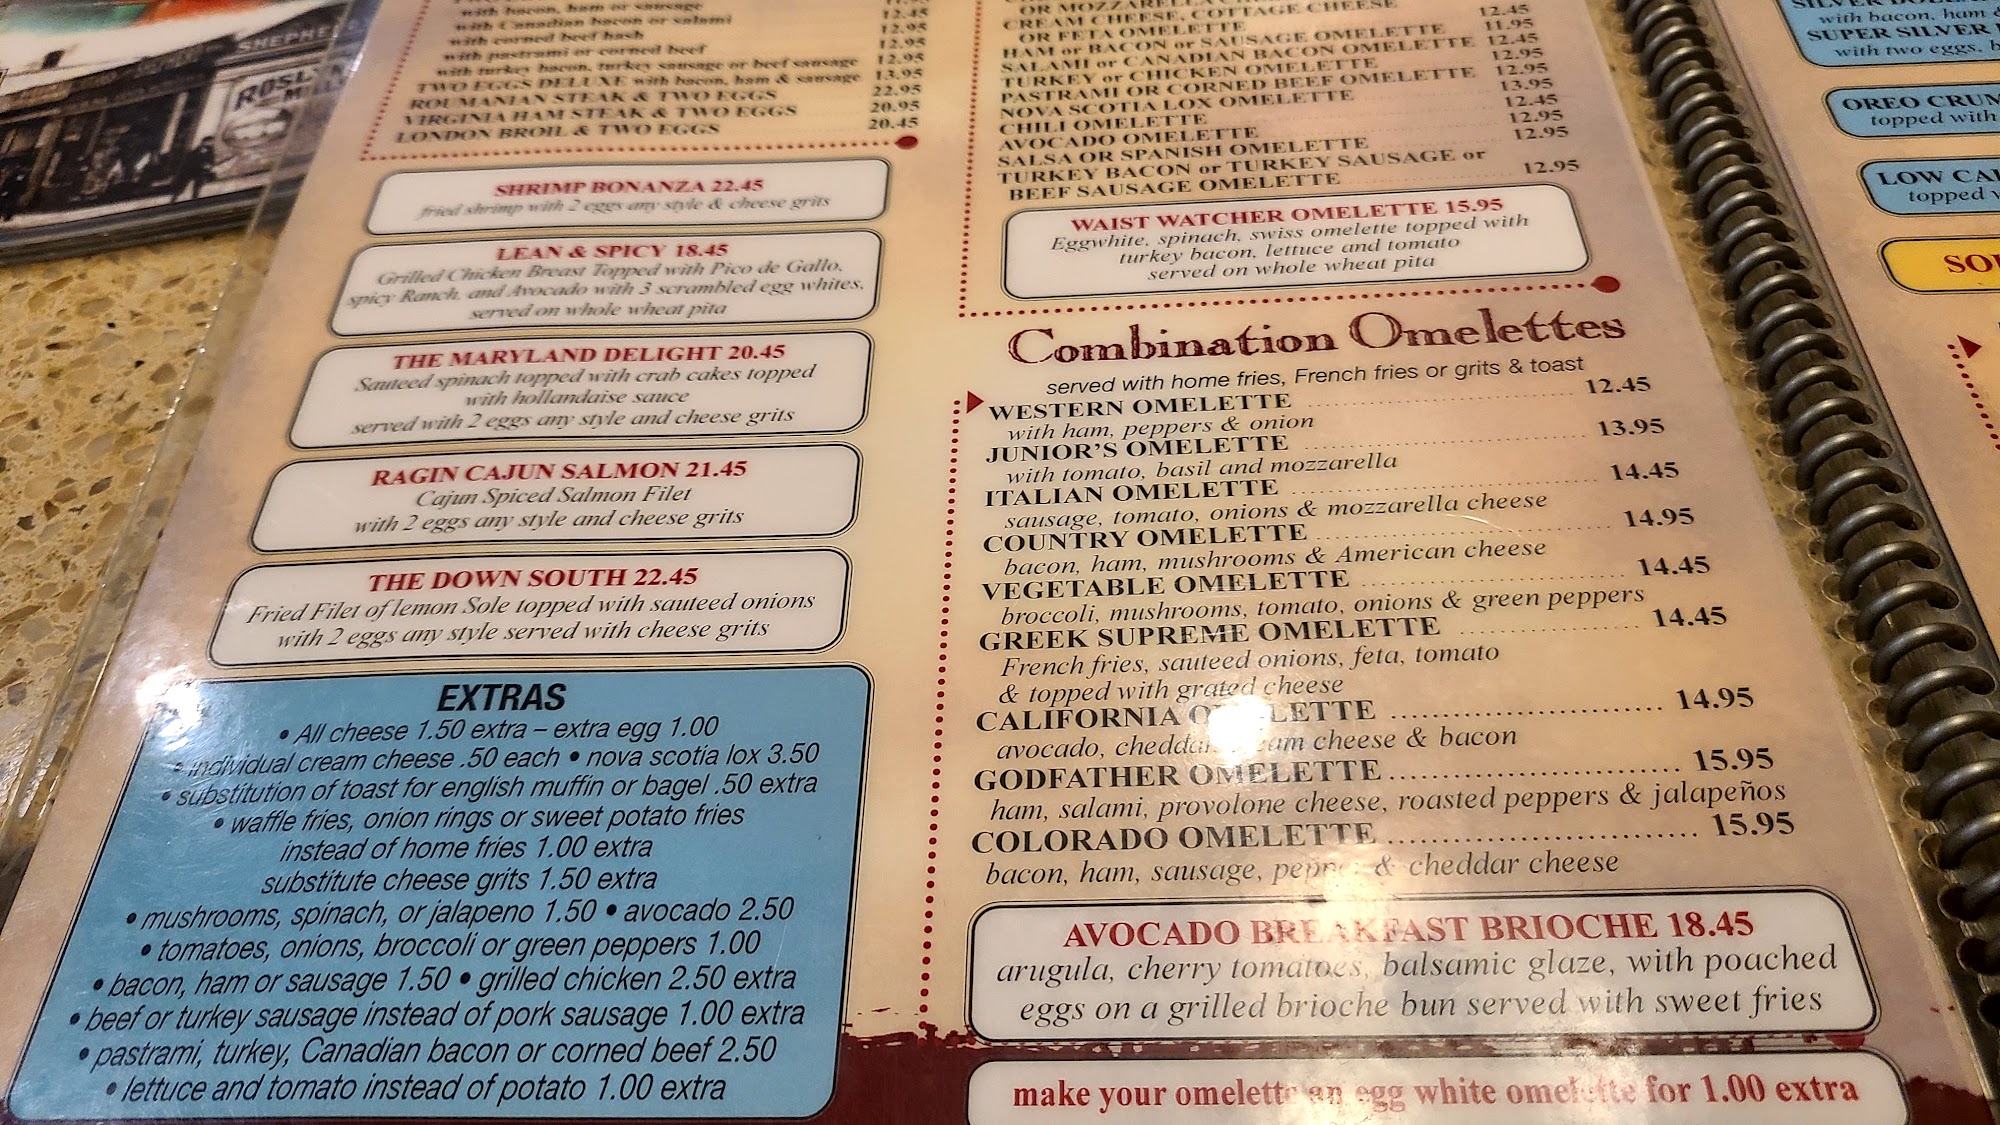 SHEPHE
ROSLY
MILL
with bacon, ham or sausage
with Canadian bacon or salami 12.45
with corned beef hash 12.95
with pastrami or corned beef 12.95
with turkey bacon, turkey sausage or beef sausage 12.95
TWO EGGS DELUXE with bacon, ham & sausage 13.95
ROUMANIAN STEAK & TWO EGGS 22.95
VIRGINIA HAM STEAK & TWO EGGS 20.95
LONDON BROIL & TWO EGGS 20.45
SHRIMP BONANZA 22.45
fried shrimp with 2 eggs any style & cheese grits
LEAN & SPICY 18.45
Grilled Chicken Breast Topped with Pico de Gallo,
spicy Ranch, and Avocado with 3 scrambled egg whites,
served on whole wheat pita
THE MARYLAND DELIGHT 20.45
Sauteed spinach topped with crab cakes topped
with hollandaise sauce
served with 2 eggs any style and cheese grits
RAGIN CAJUN SALMON 21.45
Cajun Spiced Salmon Filet
with 2 eggs any style and cheese grits
THE DOWN SOUTH 22.45
Fried Filet of lemon Sole topped with sauteed onions
with 2 eggs any style served with cheese grits
EXTRAS
• All cheese 1.50 extra – extra egg 1.00
• individual cream cheese .50 each • nova scotia lox 3.50
• substitution of toast for english muffin or bagel .50 extra
• waffle fries, onion rings or sweet potato fries
instead of home fries 1.00 extra
substitute cheese grits 1.50 extra
• mushrooms, spinach, or jalapeno 1.50 • avocado 2.50
• tomatoes, onions, broccoli or green peppers 1.00
• bacon, ham or sausage 1.50 • grilled chicken 2.50 extra
• beef or turkey sausage instead of pork sausage 1.00 extra
• pastrami, turkey, Canadian bacon or corned beef 2.50
• lettuce and tomato instead of potato 1.00 extra
OR MOZZARELLA
CREAM CHEESE, COTTAGE CHEESE
OR FETA OMELETTE 12.45
HAM or BACON or SAUSAGE OMELETTE 11.95
SALAMI or CANADIAN BACON OMELETTE 12.45
TURKEY or CHICKEN OMELETTE 12.95
PASTRAMI OR CORNED BEEF OMELETTE 12.95
NOVA SCOTIA LOX OMELETTE 13.95
CHILI OMELETTE 12.45
AVOCADO OMELETTE 12.95
SALSA OR SPANISH OMELETTE 12.95
TURKEY BACON or TURKEY SAUSAGE or
BEEF SAUSAGE OMELETTE 12.95
WAIST WATCHER OMELETTE 15.95
Eggwhite, spinach, swiss omelette topped with
turkey bacon, lettuce and tomato
served on whole wheat pita
Combination Omelettes
served with home fries, French fries or grits & toast
WESTERN OMELETTE 12.45
with ham, peppers & onion
JUNIOR'S OMELETTE 13.95
with tomato, basil and mozzarella
ITALIAN OMELETTE 14.45
sausage, tomato, onions & mozzarella cheese
COUNTRY OMELETTE 14.95
bacon, ham, mushrooms & American cheese
VEGETABLE OMELETTE 14.45
broccoli, mushrooms, tomato, onions & green peppers
GREEK SUPREME OMELETTE 14.45
French fries, sauteed onions, feta, tomato
& topped with grated cheese
CALIFORNIA OMELETTE 14.95
avocado, cheddar, cream cheese & bacon
GODFATHER OMELETTE 15.95
ham, salami, provolone cheese, roasted peppers & jalapeños
COLORADO OMELETTE 15.95
bacon, ham, sausage, pepper & cheddar cheese
AVOCADO BREAKFAST BRIOCHE 18.45
arugula, cherry tomatoes, balsamic glaze, with poached
eggs on a grilled brioche bun served with sweet fries
make your omelette an egg white omelette for 1.00 extra
SILVER
with bacon, ham &
SUPER SILVER
with two eggs,
OREO CRUM
topped with
LOW CA
topped
SO